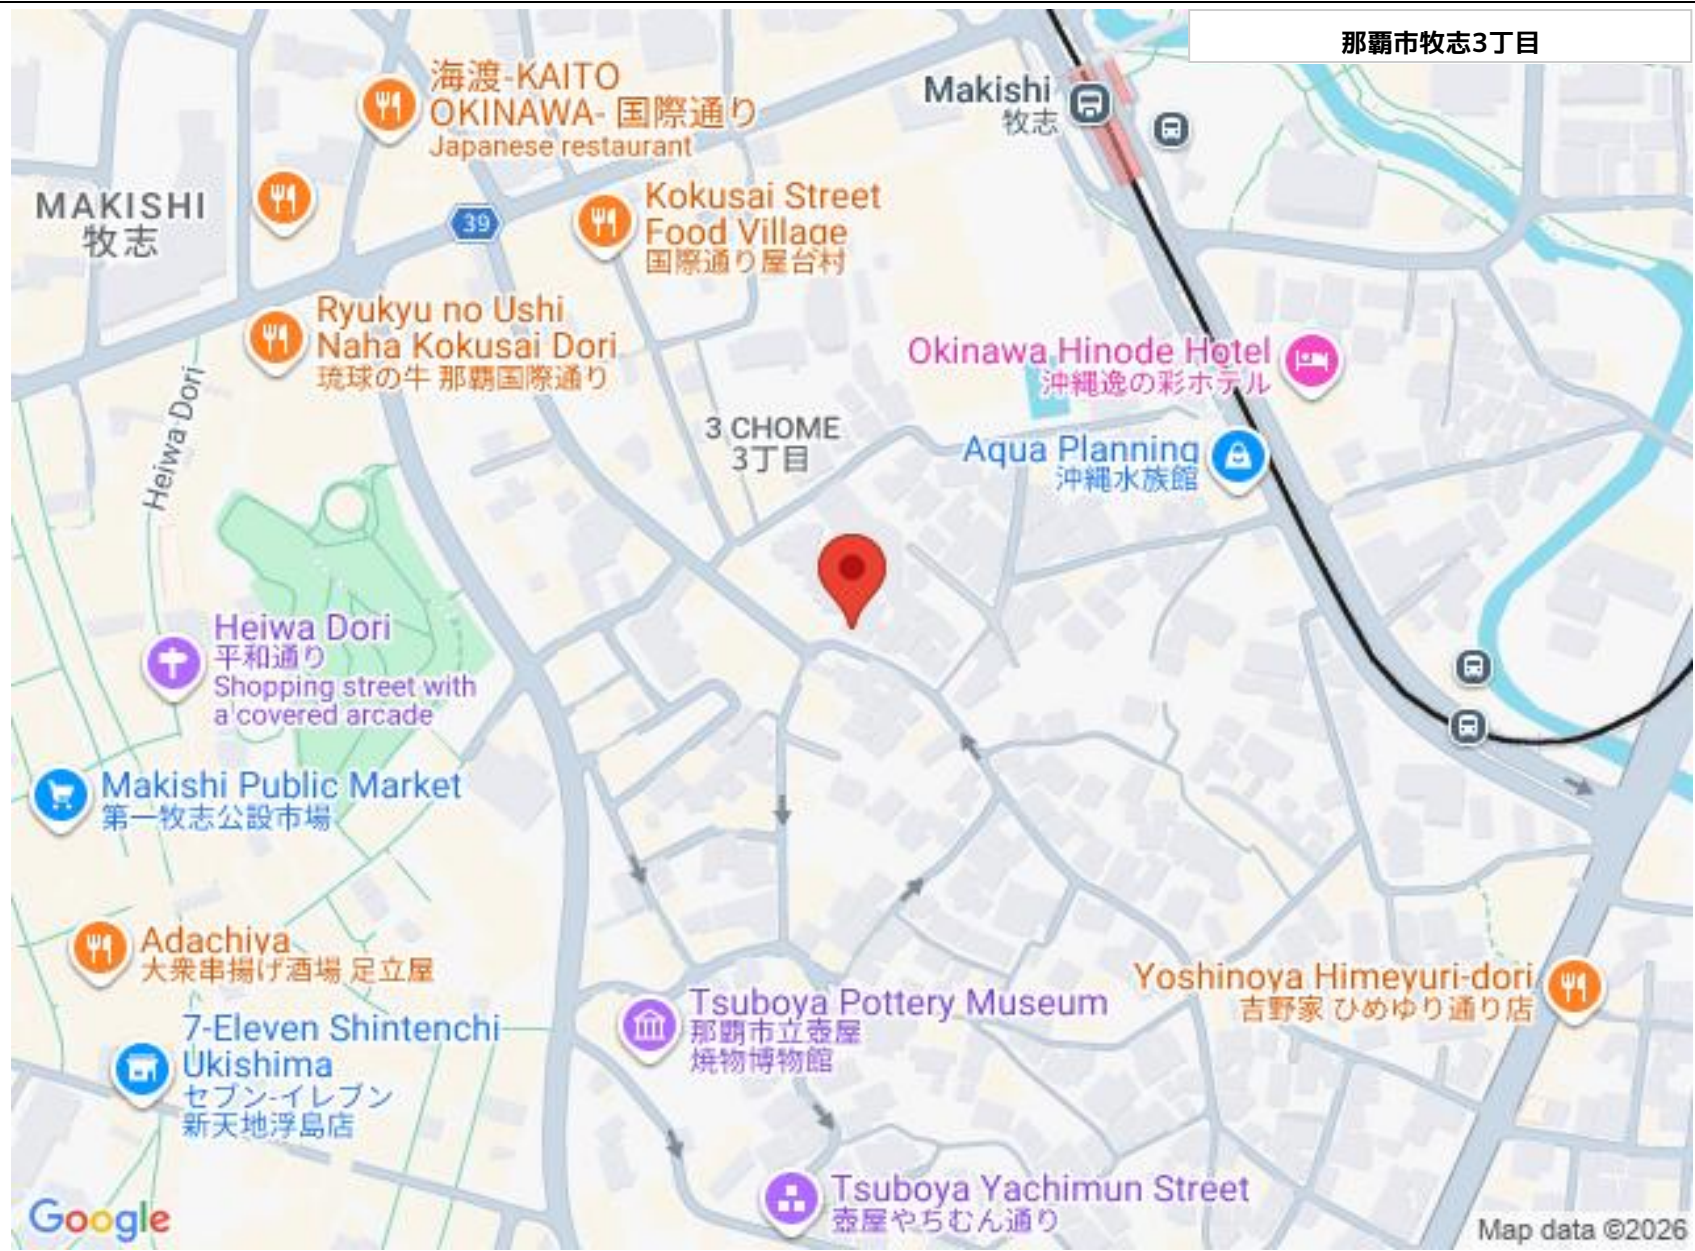 那覇市牧志3丁目
海渡-KAITO
OKINAWA- 国際通り
Japanese restaurant
Makishi
牧志
MAKISHI
牧志
39
Kokusai Street
Food Village
国際通り屋台村
Ryukyu no Ushi
Naha Kokusai Dori
琉球の牛 那覇国際通り
Heiwa Dori
Okinawa Hinode Hotel
沖縄逸の彩ホテル
3 CHOME
3丁目
Aqua Planning
沖縄水族館
Heiwa Dori
平和通り
Shopping street with
a covered arcade
Makishi Public Market
第一牧志公設市場
Adachiya
大衆串揚げ酒場 足立屋
Yoshinoya Himeyuri-dori
吉野家 ひめゆり通り店
Tsuboya Pottery Museum
那覇市立壺屋
焼物博物館
7-Eleven Shintenchi
Ukishima
セブン-イレブン
新天地浮島店
Tsuboya Yachimun Street
壺屋やちむん通り
Google
Map data ©2026